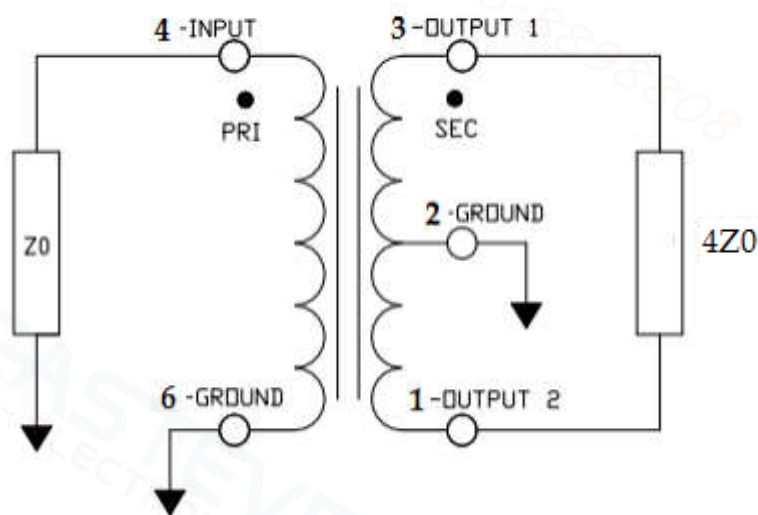 4-INPUT
3-OUTPUT 1
PRI
SEC
Z0
2-GROUND
4Z0
6-GROUND
1-OUTPUT 2